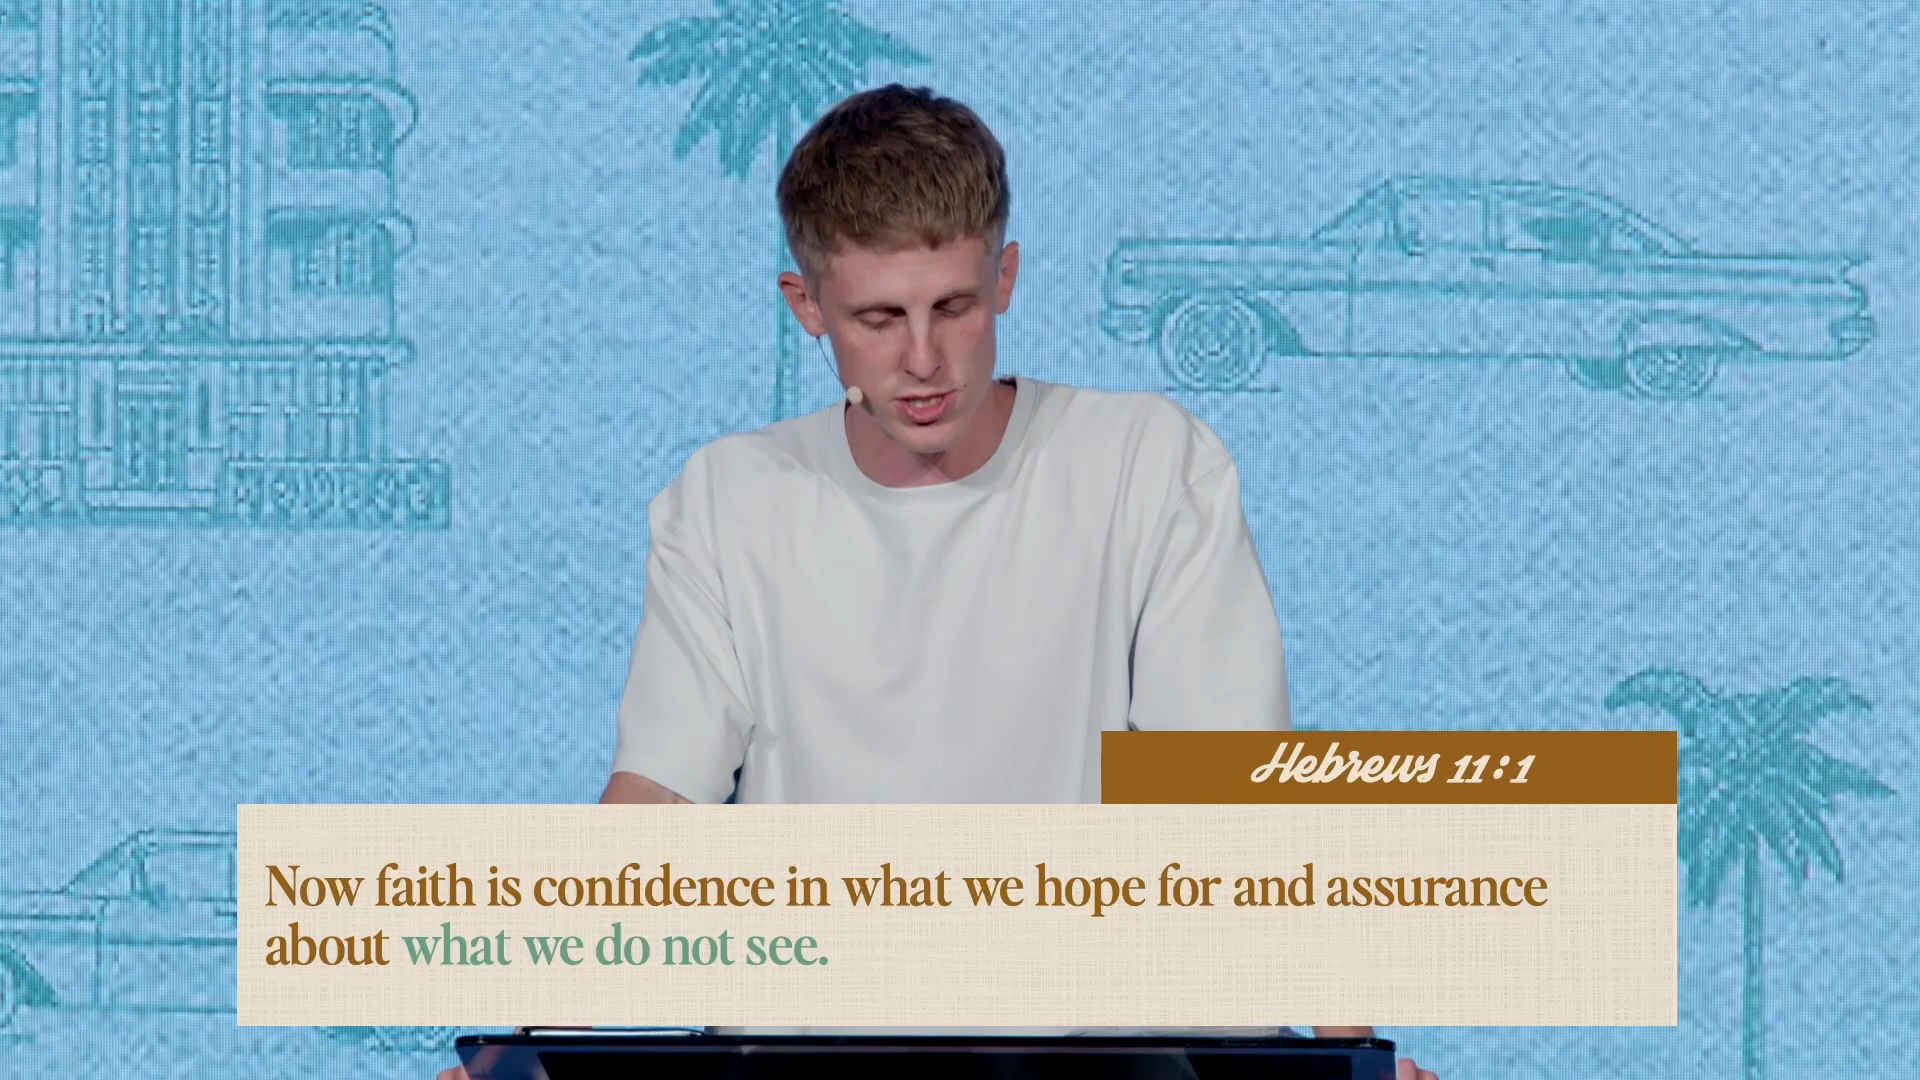 Hebrews 11:1
Now faith is confidence in what we hope for and assurance
about what we do not see.